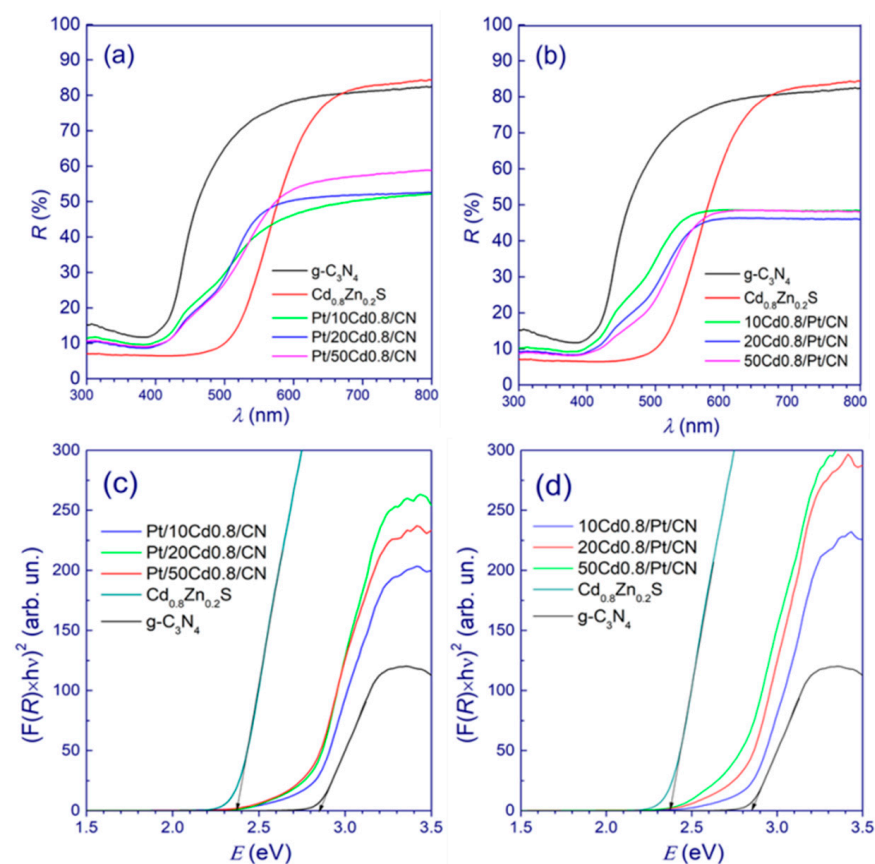 (a)
100
90
80
70
60
50
40
30
20
10
0
R (%)
g-C₃N₄
Cd₀.₈Zn₀.₂S
Pt/10Cd0.8/CN
Pt/20Cd0.8/CN
Pt/50Cd0.8/CN
300 400 500 600 700 800
λ (nm)
(b)
100
90
80
70
60
50
40
30
20
10
0
R (%)
g-C₃N₄
Cd₀.₈Zn₀.₂S
10Cd0.8/Pt/CN
20Cd0.8/Pt/CN
50Cd0.8/Pt/CN
300 400 500 600 700 800
λ (nm)
(c)
300
250
200
150
100
50
0
(F(R)×hν)² (arb. un.)
Pt/10Cd0.8/CN
Pt/20Cd0.8/CN
Pt/50Cd0.8/CN
Cd₀.₈Zn₀.₂S
g-C₃N₄
1.5 2.0 2.5 3.0 3.5
E (eV)
(d)
300
250
200
150
100
50
0
(F(R)×hν)² (arb. un.)
10Cd0.8/Pt/CN
20Cd0.8/Pt/CN
50Cd0.8/Pt/CN
Cd₀.₈Zn₀.₂S
g-C₃N₄
1.5 2.0 2.5 3.0 3.5
E (eV)